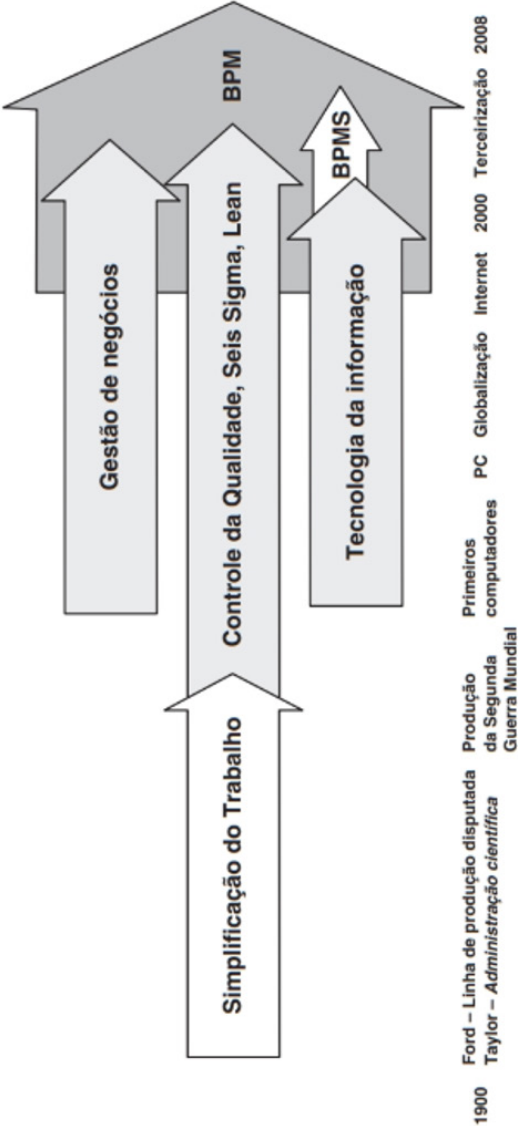 Gestão de negócios
BPM
Simplificação do Trabalho
Controle da Qualidade, Seis Sigma, Lean
Tecnologia da informação
BPMS
1900
Ford – Linha de produção disputada
Taylor – Administração científica
Produção
da Segunda
Guerra Mundial
Primeiros
computadores
PC
Globalização
Internet
2000
Terceirização
2008